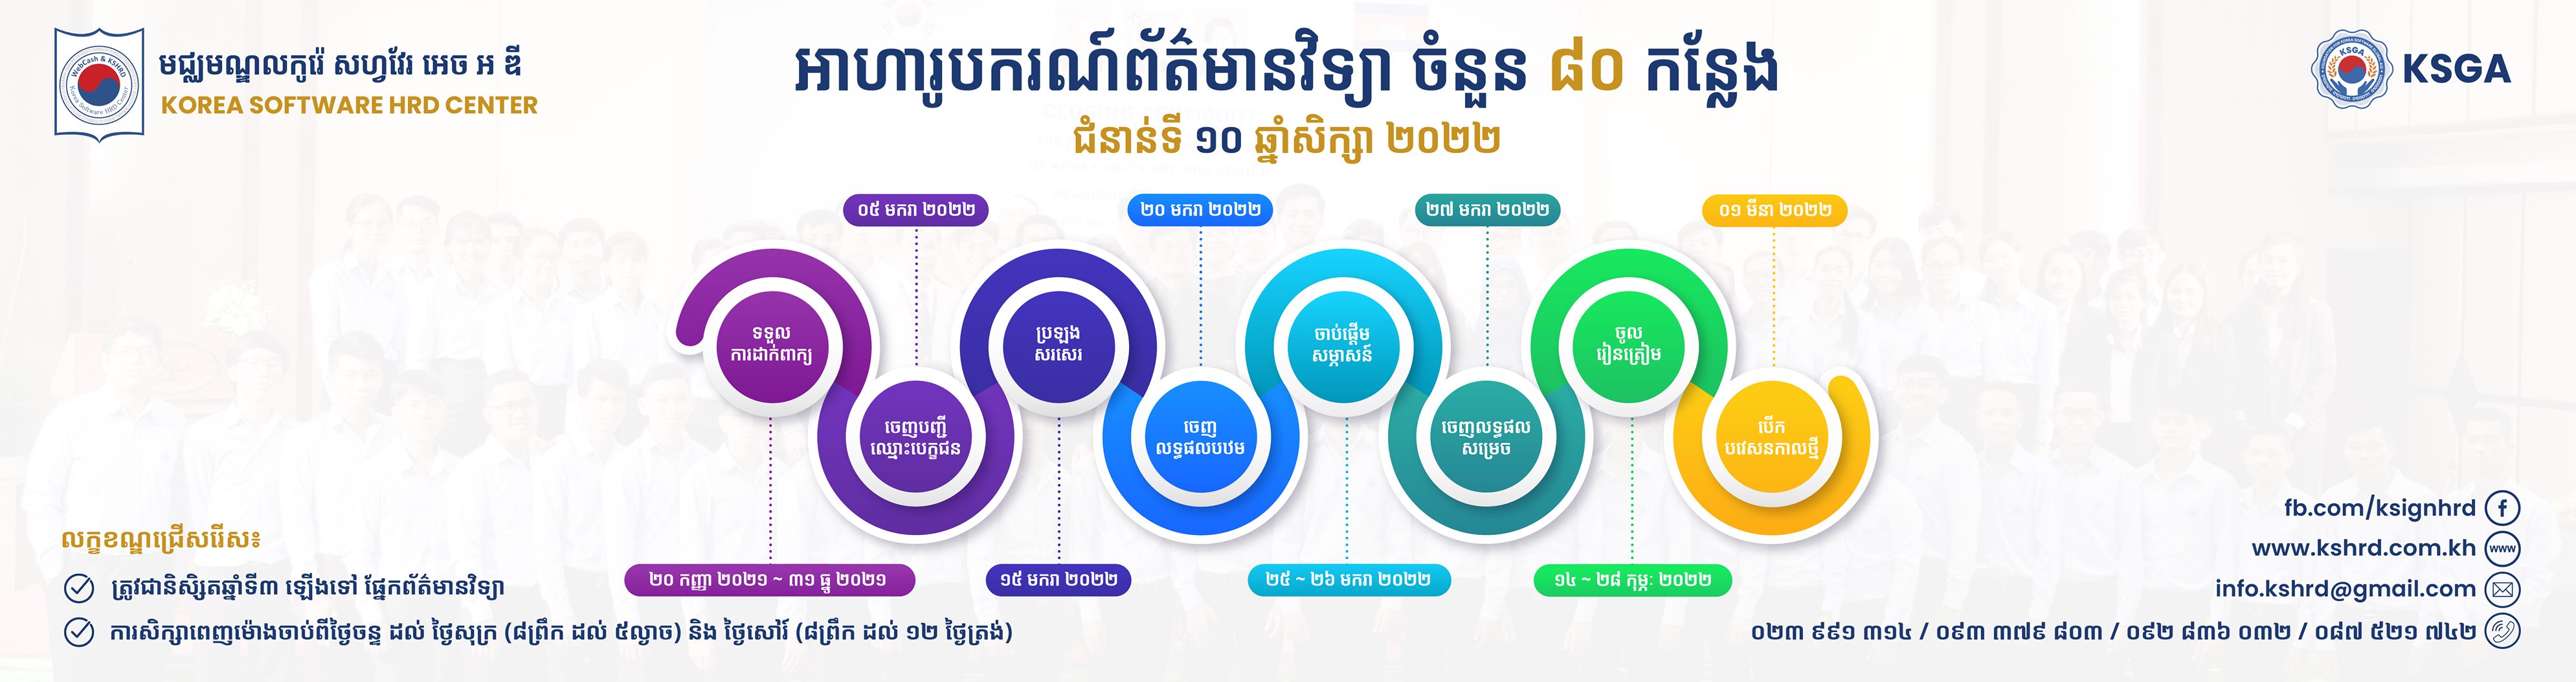 មជ្ឈមណ្ឌលកូរ៉េ សហ្វវែរ អេច អ ឌី
KOREA SOFTWARE HRD CENTER
WebCash & KSHRD
Korea Software HRD Center
អាហារូបករណ៍ព័ត៌មានវិទ្យា ចំនួន ៨០ កន្លែង
ជំនាន់ទី ១០ ឆ្នាំសិក្សា ២០២២
KSGA
KSGA
០៥ មករា ២០២២
២០ មករា ២០២២
២៧ មករា ២០២២
០១ មីនា ២០២២
ទទួល
ការដាក់ពាក្យ
ចេញបញ្ជី
ឈ្មោះបេក្ខជន
ប្រឡង
សរសេរ
ចេញ
លទ្ធផលបឋម
ចាប់ផ្តើម
សម្ភាសន៍
ចេញលទ្ធផល
សម្រេច
ចូល
រៀនត្រៀម
បើក
បវេសនកាលថ្មី
២០ កញ្ញា ២០២១ ~ ៣១ ធ្នូ ២០២១
១៥ មករា ២០២២
២៥ ~ ២៦ មករា ២០២២
១៤ ~ ២៨ កុម្ភៈ ២០២២
លក្ខខណ្ឌជ្រើសរើស៖
ត្រូវជានិស្សិតឆ្នាំទី៣ ឡើងទៅ ផ្នែកព័ត៌មានវិទ្យា
ការសិក្សាពេញម៉ោងចាប់ពីថ្ងៃចន្ទ ដល់ ថ្ងៃសុក្រ (៨ព្រឹក ដល់ ៥ល្ងាច) និង ថ្ងៃសៅរ៍ (៨ព្រឹក ដល់ ១២ ថ្ងៃត្រង់)
fb.com/ksignhrd
www.kshrd.com.kh
www
info.kshrd@gmail.com
០២៣ ៩៩១ ៣១៤ / ០៩៣ ៣៧៩ ៨០៣ / ០៩២ ៨៣៦ ០៣២ / ០៨៧ ៥២១ ៧៤២